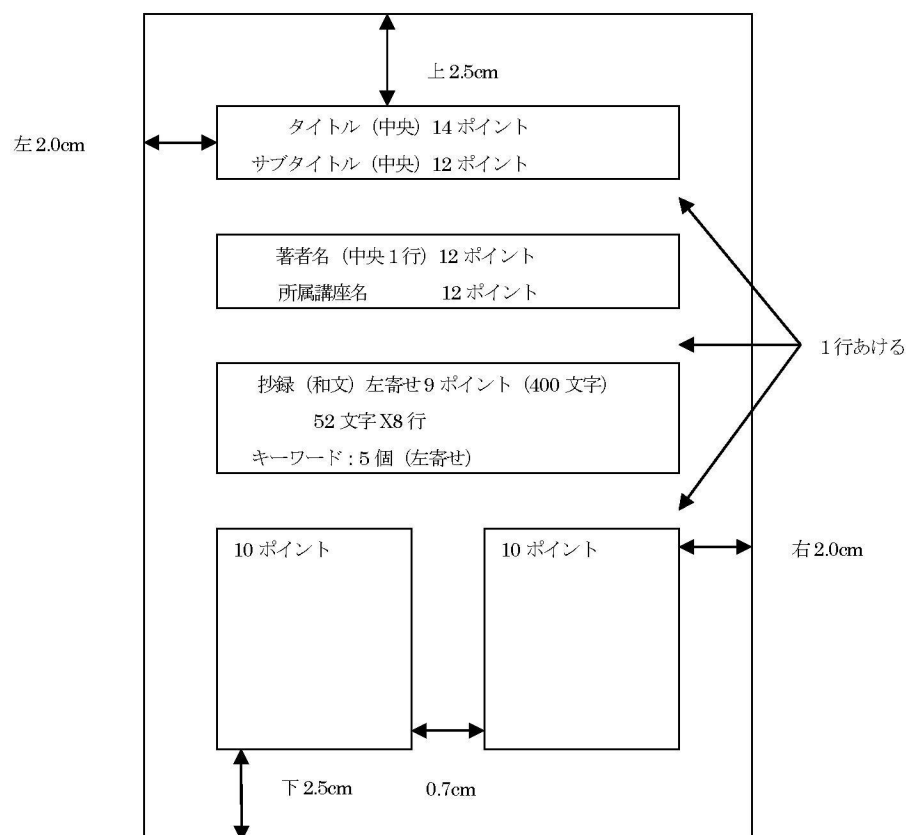 上2.5cm
タイトル（中央）14ポイント
左2.0cm
サブタイトル（中央）12ポイント
著者名（中央1行）12ポイント
所属講座名 12ポイント
1行あける
抄録（和文）左寄せ9ポイント（400文字）
52文字X8行
キーワード：5個（左寄せ）
10ポイント
10ポイント
右2.0cm
下2.5cm
0.7cm